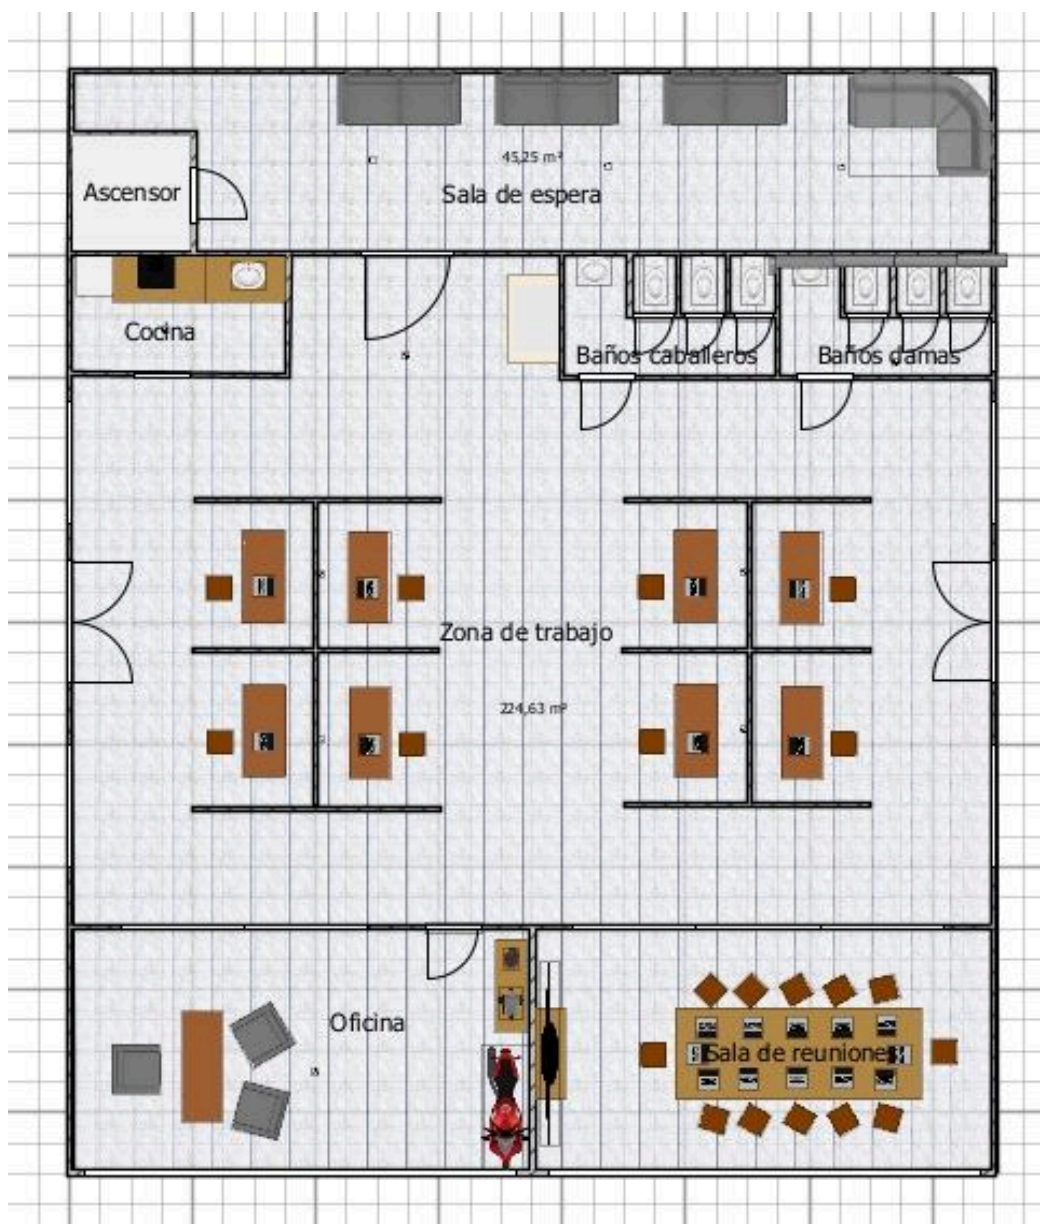 45,25 m²
Ascensor
Sala de espera
Cocina
Baños caballeros
Baños damas
Zona de trabajo
224,63 m²
Oficina
Sala de reuniones